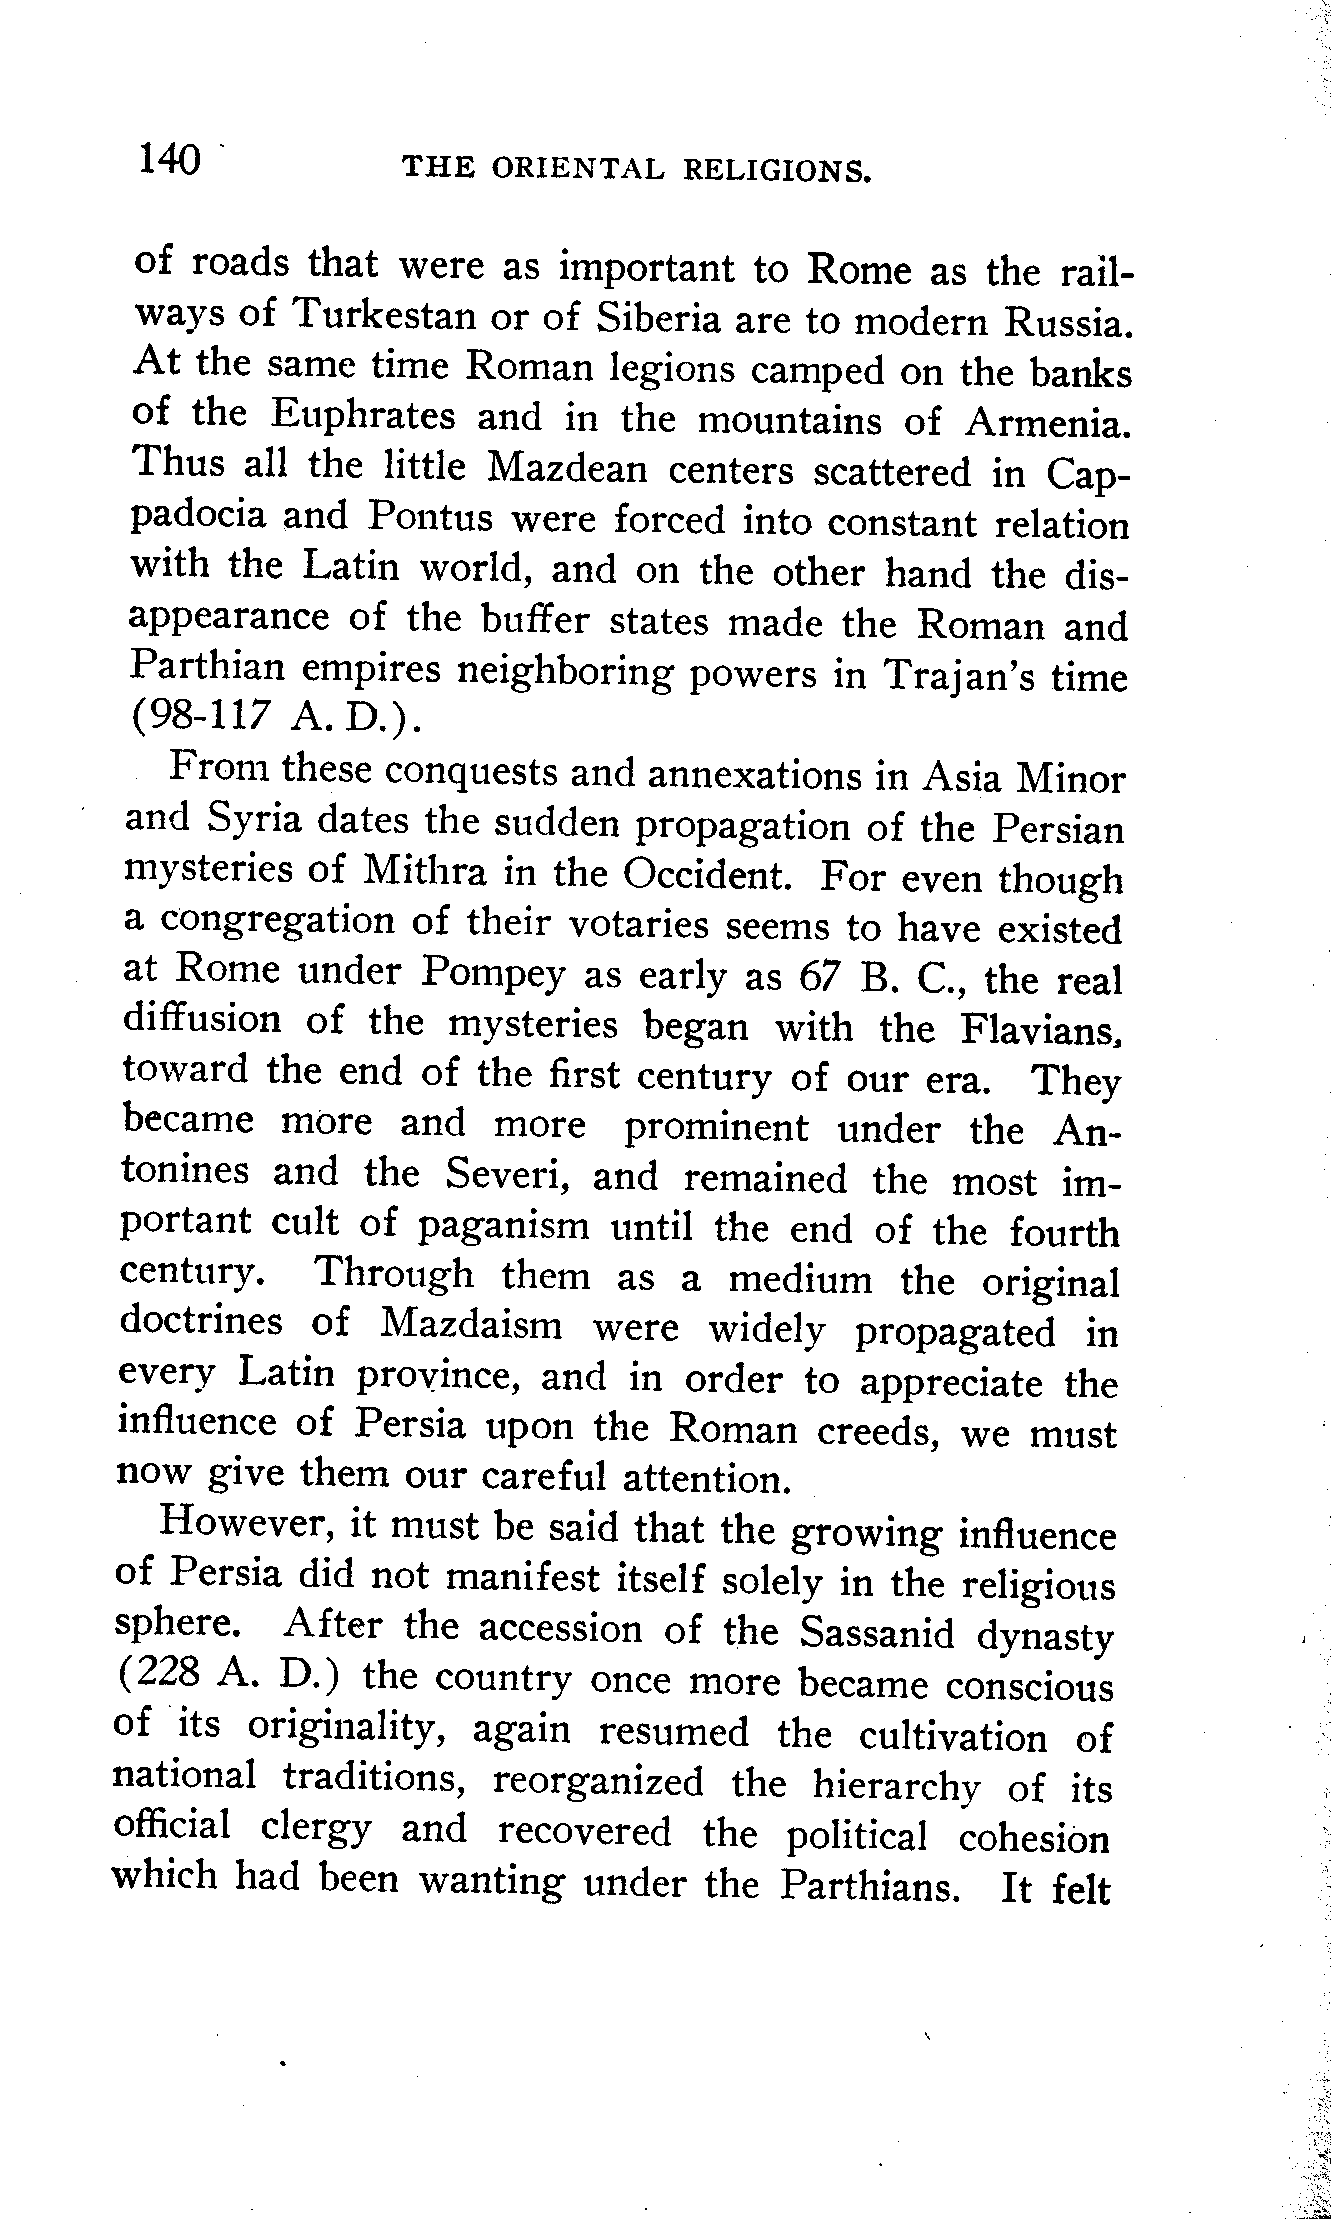 140 THE ORIENTAL RELIGIONS.
of roads that were as important to Rome as the rail-
ways of Turkestan or of Siberia are to modern Russia.
At the same time Roman legions camped on the banks
of the Euphrates and in the mountains of Armenia.
Thus all the little Mazdean centers scattered in Cap-
padocia and Pontus were forced into constant relation
with the Latin world, and on the other hand the dis-
appearance of the buffer states made the Roman and
Parthian empires neighboring powers in Trajan's time
(98-117 A. D.).
From these conquests and annexations in Asia Minor
and Syria dates the sudden propagation of the Persian
mysteries of Mithra in the Occident. For even though
a congregation of their votaries seems to have existed
at Rome under Pompey as early as 67 B. C., the real
diffusion of the mysteries began with the Flavians,
toward the end of the first century of our era. They
became more and more prominent under the An-
tonines and the Severi, and remained the most im-
portant cult of paganism until the end of the fourth
century. Through them as a medium the original
doctrines of Mazdaism were widely propagated in
every Latin province, and in order to appreciate the
influence of Persia upon the Roman creeds, we must
now give them our careful attention.
However, it must be said that the growing influence
of Persia did not manifest itself solely in the religious
sphere. After the accession of the Sassanid dynasty
(228 A. D.) the country once more became conscious
of its originality, again resumed the cultivation of
national traditions, reorganized the hierarchy of its
official clergy and recovered the political cohesion
which had been wanting under the Parthians. It felt